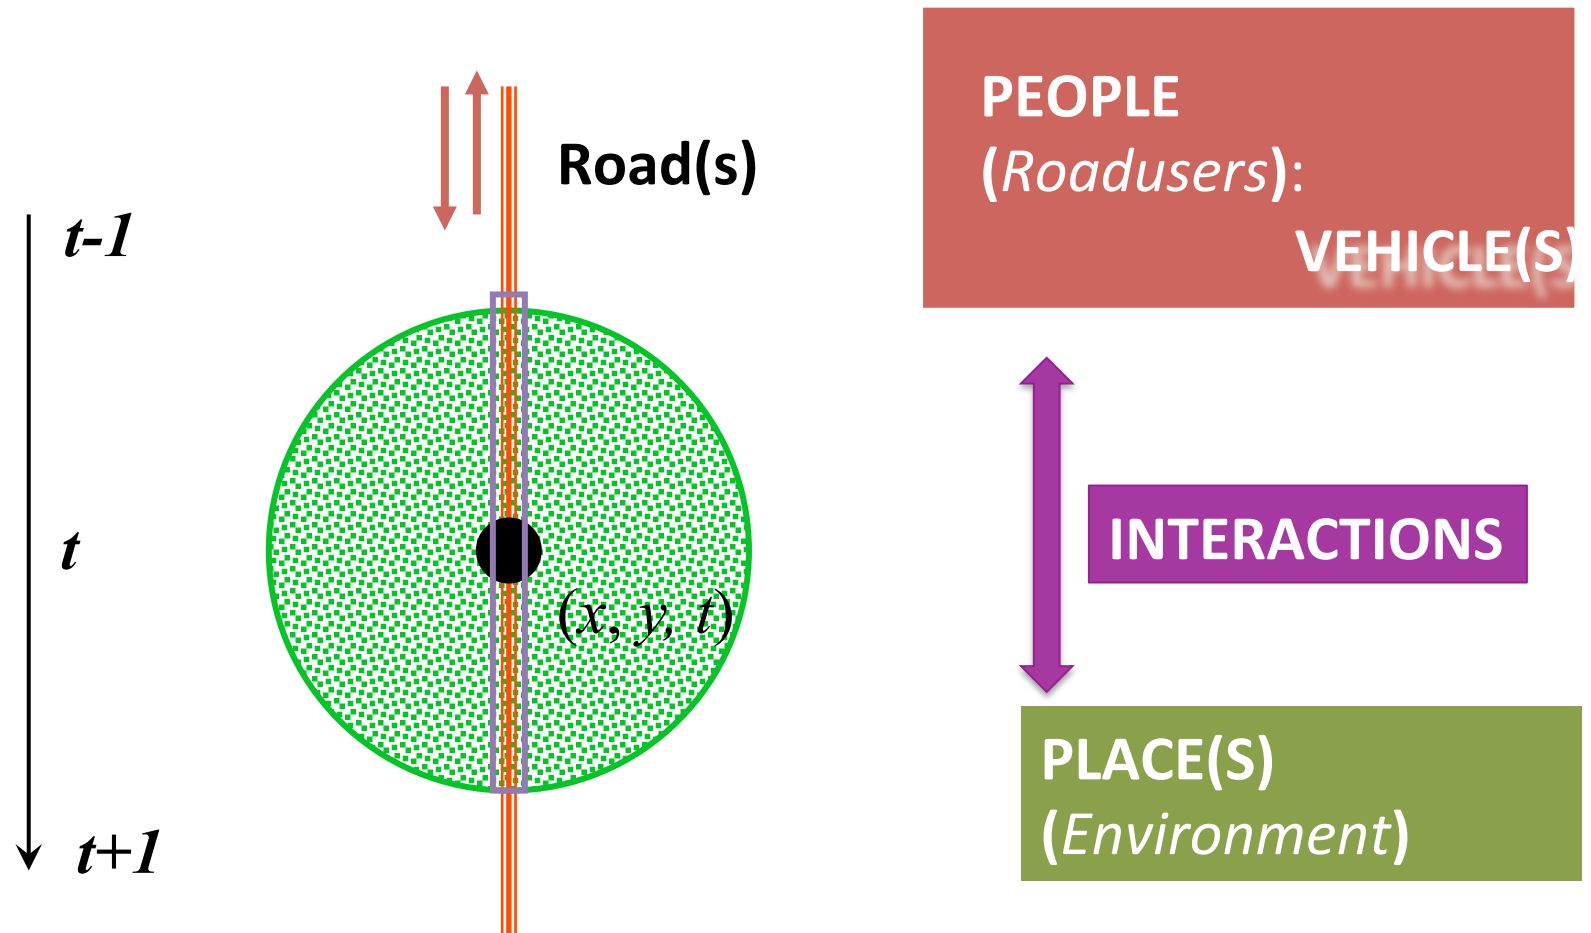 Road(s)
t-1
t
(x, y, t)
t+1
PEOPLE
(Roadusers):
VEHICLE(S)
INTERACTIONS
PLACE(S)
(Environment)